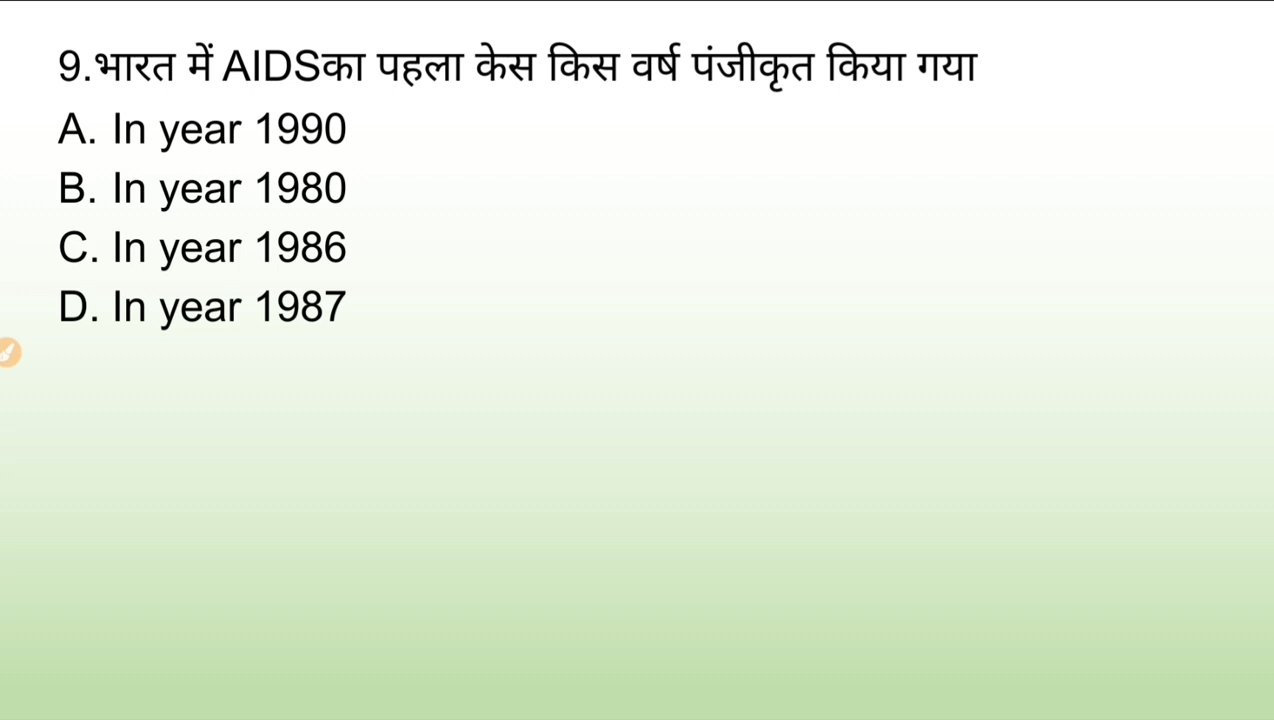 9.भारत में AIDSका पहला केस किस वर्ष पंजीकृत किया गया
A. In year 1990
B. In year 1980
C. In year 1986
D. In year 1987